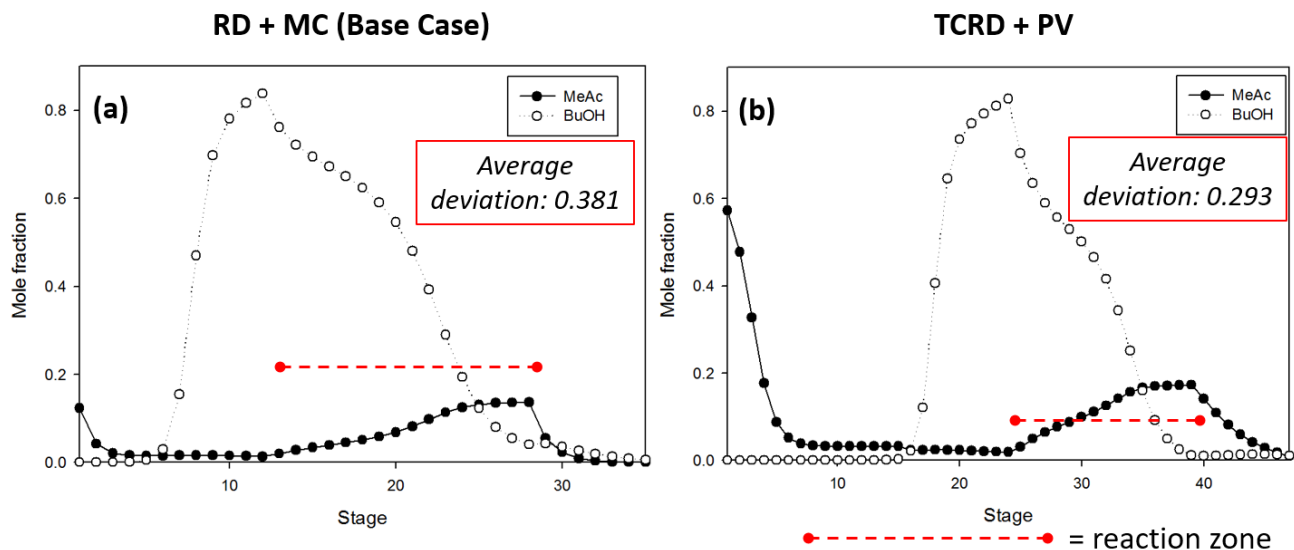 RD + MC (Base Case)
TCRD + PV
(a)
MeAc
BuOH
Average
deviation: 0.381
Mole fraction
0.8
0.6
0.4
0.2
0.0
10
20
30
Stage
(b)
MeAc
BuOH
Average
deviation: 0.293
Mole fraction
0.8
0.6
0.4
0.2
0.0
10
20
30
40
Stage
= reaction zone